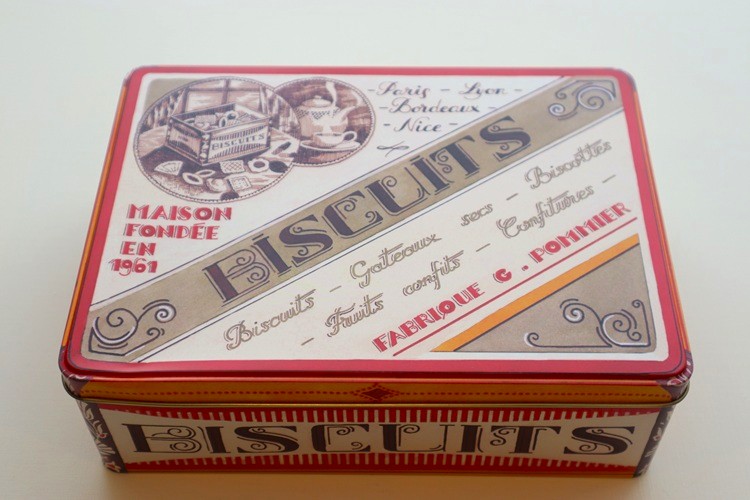 - Paris - Lyon -
- Bordeaux -
- Nice -
BISCUITS
MAISON
FONDÉE
EN
1961
BISCUITS
Biscuits - Gateaux secs - Biscottes
- Fruits confits - Confitures -
FABRIQUE G. POMMIER
BISCUITS